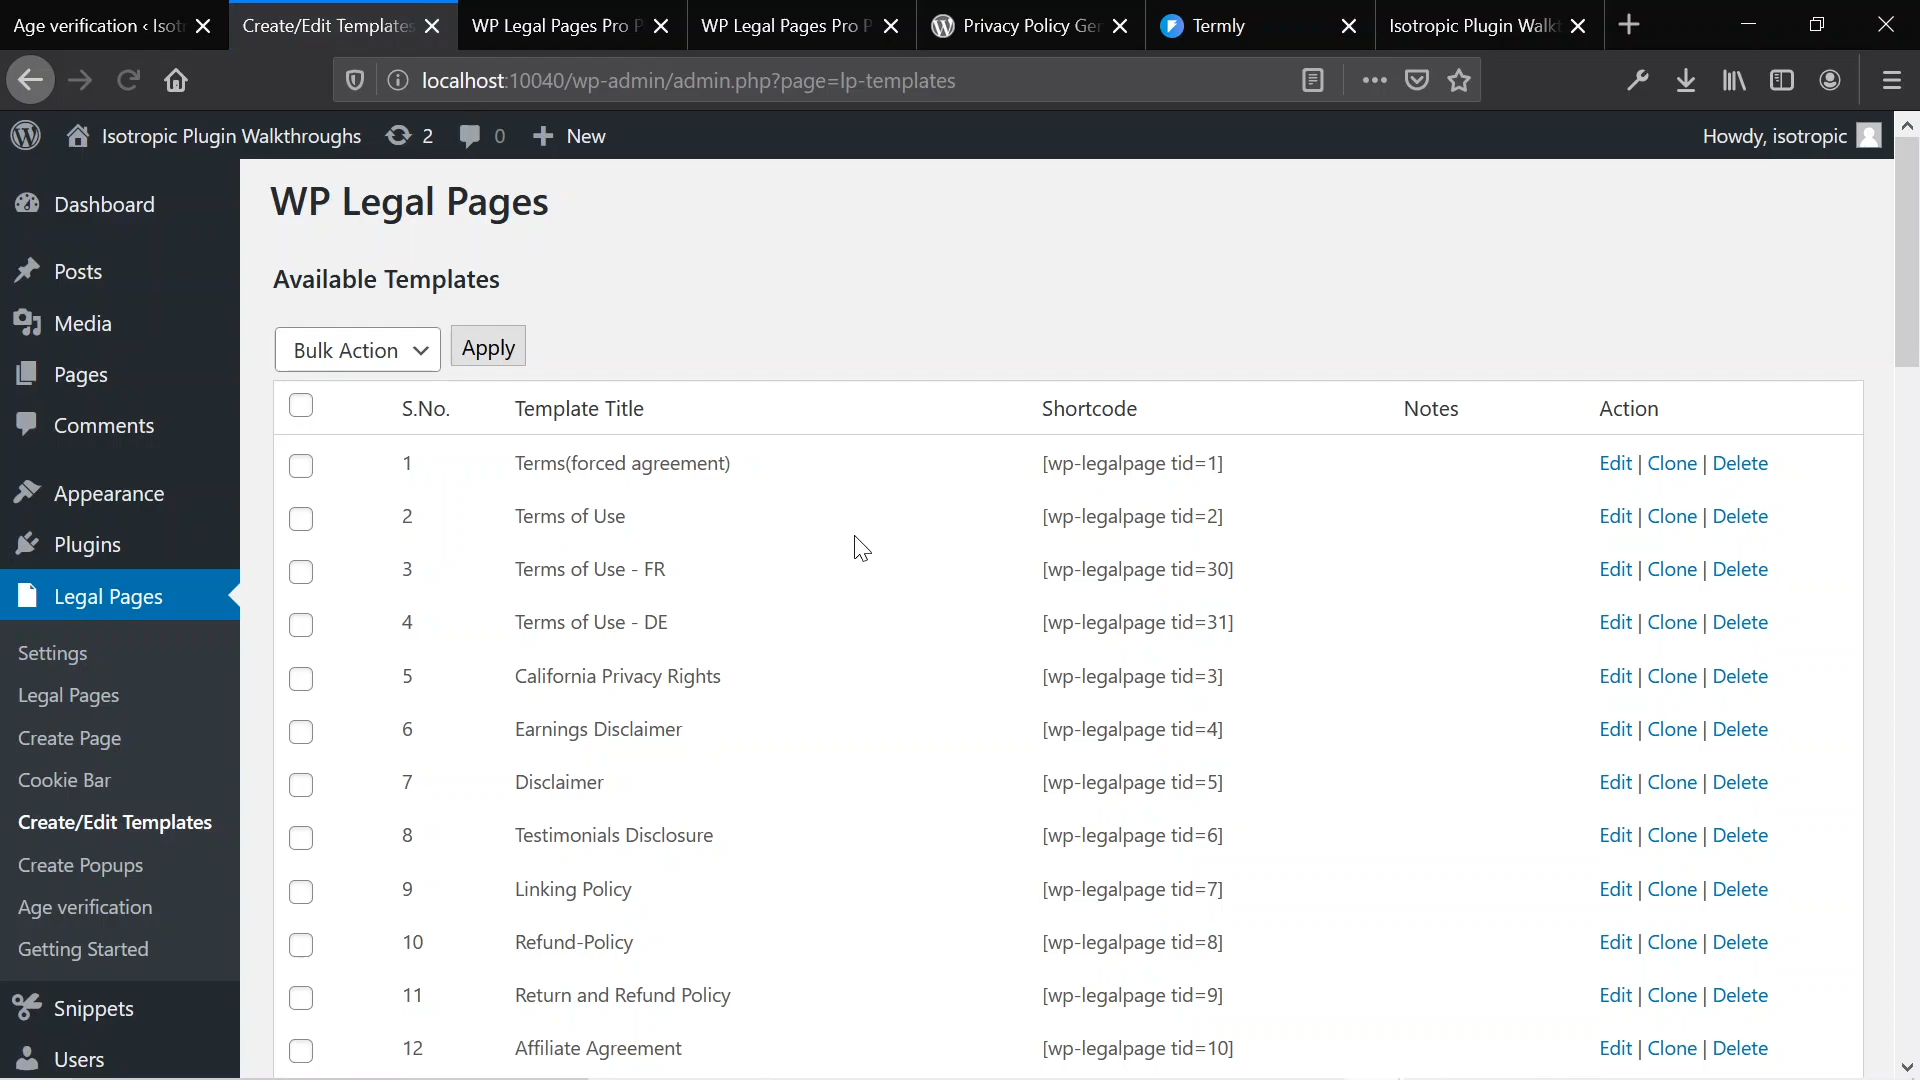 Age verification ‹ Isot
Create/Edit Templates
WP Legal Pages Pro P
WP Legal Pages Pro P
Privacy Policy Ger
Termly
Isotropic Plugin Walkt
localhost:10040/wp-admin/admin.php?page=lp-templates
Isotropic Plugin Walkthroughs 2 0 New
Howdy, isotropic
Dashboard
Posts
Media
Pages
Comments
Appearance
Plugins
Legal Pages
Settings
Legal Pages
Create Page
Cookie Bar
Create/Edit Templates
Create Popups
Age verification
Getting Started
Snippets
Users
WP Legal Pages
Available Templates
Bulk Action Apply
S.No. Template Title Shortcode Notes Action
1 Terms(forced agreement) [wp-legalpage tid=1] Edit | Clone | Delete
2 Terms of Use [wp-legalpage tid=2] Edit | Clone | Delete
3 Terms of Use - FR [wp-legalpage tid=30] Edit | Clone | Delete
4 Terms of Use - DE [wp-legalpage tid=31] Edit | Clone | Delete
5 California Privacy Rights [wp-legalpage tid=3] Edit | Clone | Delete
6 Earnings Disclaimer [wp-legalpage tid=4] Edit | Clone | Delete
7 Disclaimer [wp-legalpage tid=5] Edit | Clone | Delete
8 Testimonials Disclosure [wp-legalpage tid=6] Edit | Clone | Delete
9 Linking Policy [wp-legalpage tid=7] Edit | Clone | Delete
10 Refund-Policy [wp-legalpage tid=8] Edit | Clone | Delete
11 Return and Refund Policy [wp-legalpage tid=9] Edit | Clone | Delete
12 Affiliate Agreement [wp-legalpage tid=10] Edit | Clone | Delete